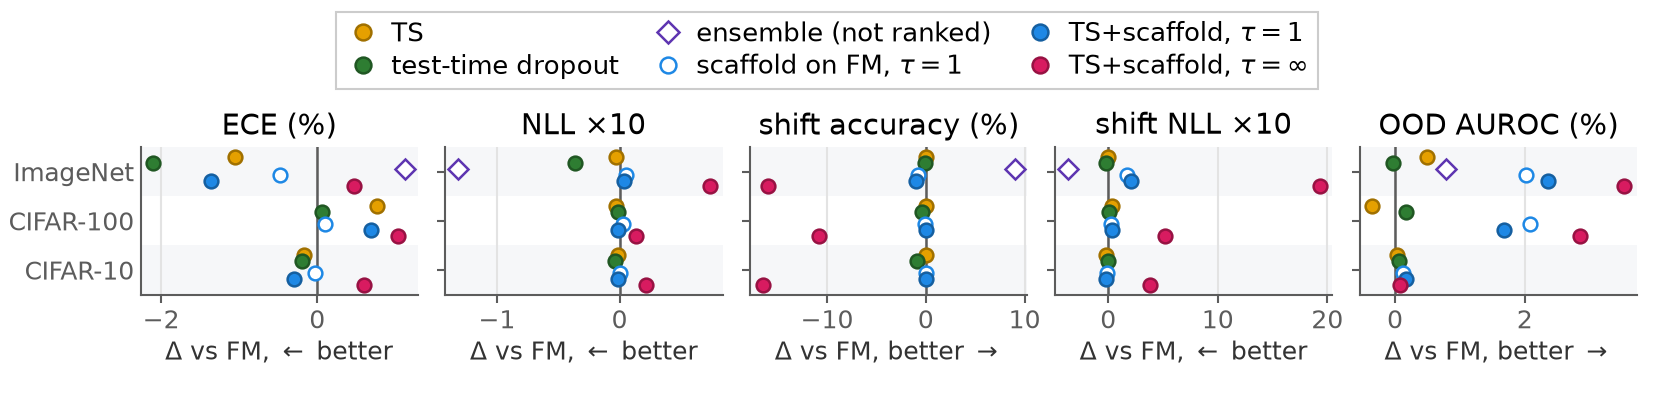 TS
test-time dropout
ensemble (not ranked)
scaffold on FM, τ = 1
TS+scaffold, τ = 1
TS+scaffold, τ = ∞
ECE (%)
NLL ×10
shift accuracy (%)
shift NLL ×10
OOD AUROC (%)
ImageNet
CIFAR-100
CIFAR-10
−2 0
−1 0
−10 0 10
0 10 20
0 2
Δ vs FM, ← better
Δ vs FM, ← better
Δ vs FM, better →
Δ vs FM, ← better
Δ vs FM, better →